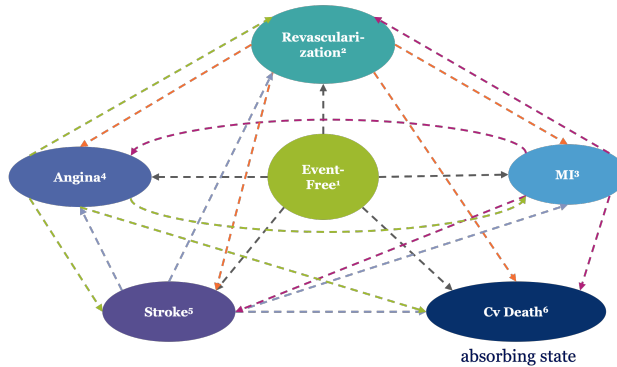 Revasculari-
zation²
Angina⁴
Event-
Free¹
MI³
Stroke⁵
Cv Death⁶
absorbing state